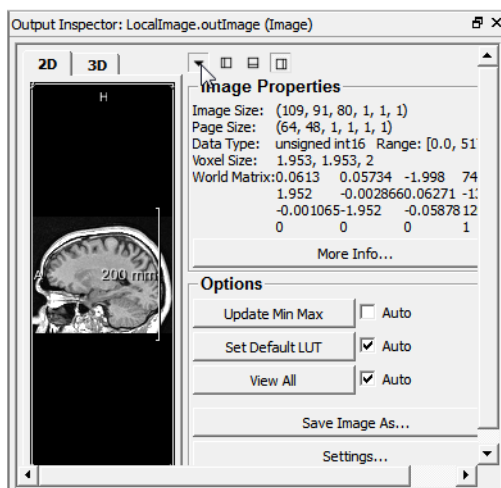 Output Inspector: LocalImage.outImage (Image)
2D
3D
H
A
200 mm
Image Properties
Image Size: (109, 91, 80, 1, 1, 1)
Page Size: (64, 48, 1, 1, 1, 1)
Data Type: unsigned int16 Range: [0.0, 51
Voxel Size: 1.953, 1.953, 2
World Matrix: 0.0613 0.05734 -1.998 74
1.952 -0.002866 0.06271 -13
-0.001065 -1.952 -0.05878 12
0 0 0 1
More Info...
Options
Update Min Max
Auto
Set Default LUT
Auto
View All
Auto
Save Image As...
Settings...